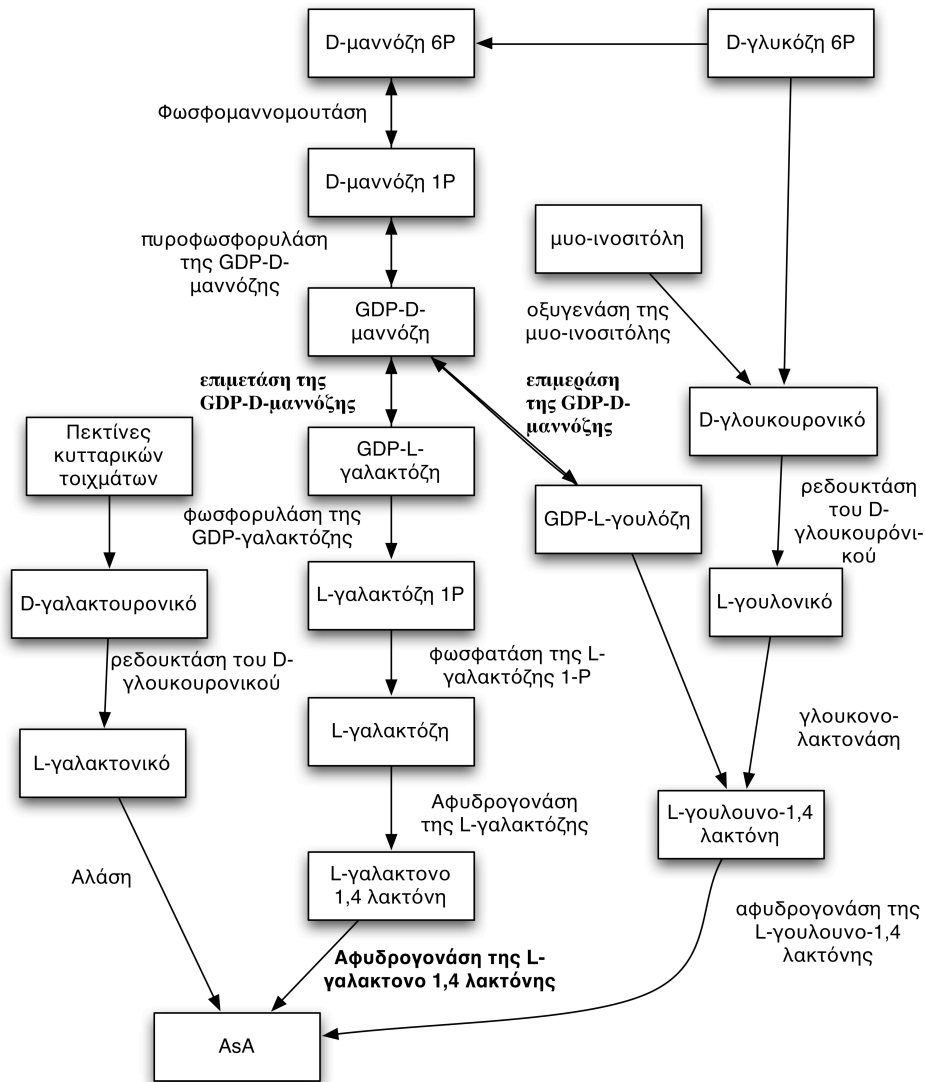 D-μαννόζη 6P
D-γλυκόζη 6P
Φωσφομαννομουτάση
D-μαννόζη 1P
πυροφωσφορυλάση
της GDP-D-
μαννόζης
μυο-ινοσιτόλη
GDP-D-
μαννόζη
οξυγενάση της
μυο-ινοσιτόλης
επιμετάση της
GDP-D-μαννόζης
επιμεράση
της GDP-D-
μαννόζης
D-γλουκουρονικό
Πεκτίνες
κυτταρικών
τοιχμάτων
GDP-L-
γαλακτόζη
GDP-L-γουλόζη
ρεδουκτάση
του D-
γλουκουρόνι-
κού
φωσφορυλάση της
GDP-γαλακτόζης
D-γαλακτουρονικό
L-γαλακτόζη 1P
L-γουλονικό
ρεδουκτάση του D-
γλουκουρονικού
φωσφατάση της L-
γαλακτόζης 1-P
L-γαλακτονικό
L-γαλακτόζη
γλουκονο-
λακτονάση
Αφυδρογονάση
της L-γαλακτόζης
L-γουλουνο-1,4
λακτόνη
Αλάση
L-γαλακτονο
1,4 λακτόνη
αφυδρογονάση της
L-γουλουνο-1,4
λακτόνης
Αφυδρογονάση της L-
γαλακτονο 1,4 λακτόνης
AsA